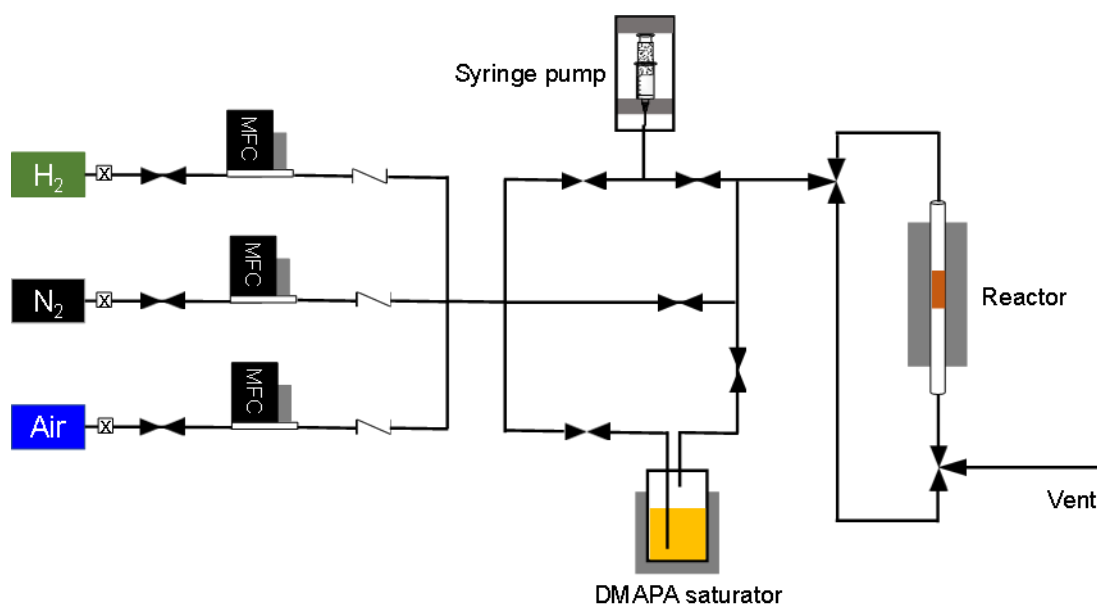 Syringe pump
MFC
H₂
MFC
N₂
Reactor
MFC
Air
Vent
DMAPA saturator